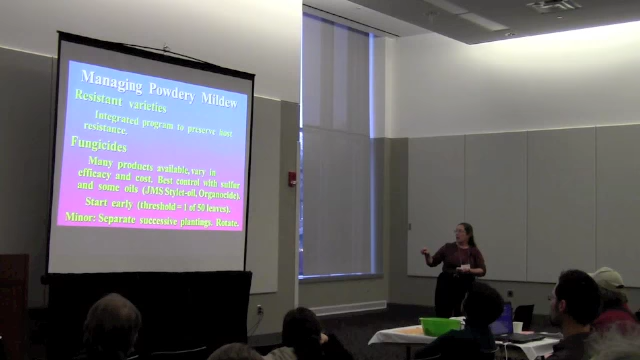 Managing Powdery Mildew
Resistant varieties
Integrated program to preserve host
resistance.
Fungicides
Many products available, vary in
efficacy and cost. Best control with sulfur
and some oils (JMS Stylet-oil, Organocide).
Start early (threshold = 1 of 50 leaves).
Minor: Separate successive plantings. Rotate.